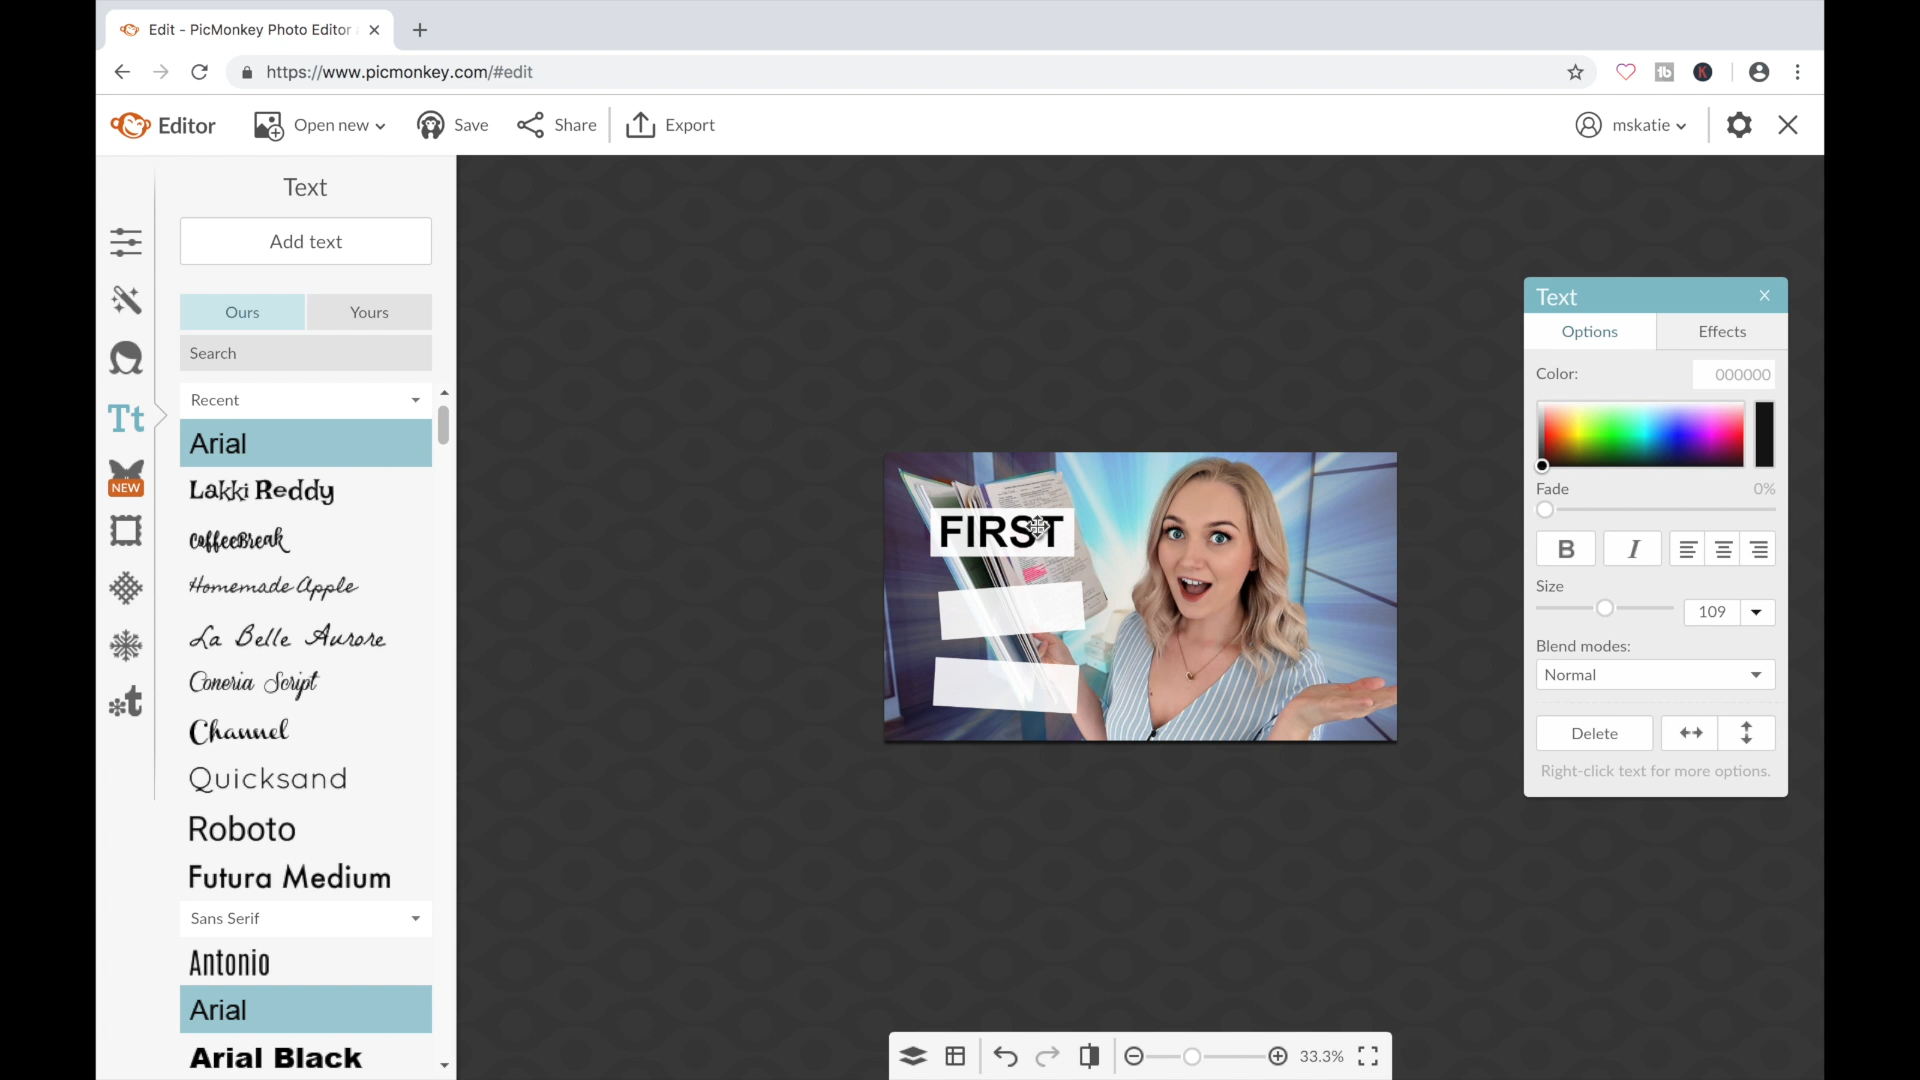 Edit - PicMonkey Photo Editor
https://www.picmonkey.com/#edit
Editor
Open new
Save
Share
Export
mskatie
Text
Add text
Ours
Yours
Search
Recent
Arial
Lakki Reddy
CoffeeBreak
Homemade Apple
La Belle Aurore
Coneria Script
Channel
Quicksand
Roboto
Futura Medium
Sans Serif
Antonio
Arial
Arial Black
Tt
NEW
t
FIRST
Text
Options
Effects
Color:
000000
Fade
0%
B
I
Size
109
Blend modes:
Normal
Delete
Right-click text for more options.
33.3%